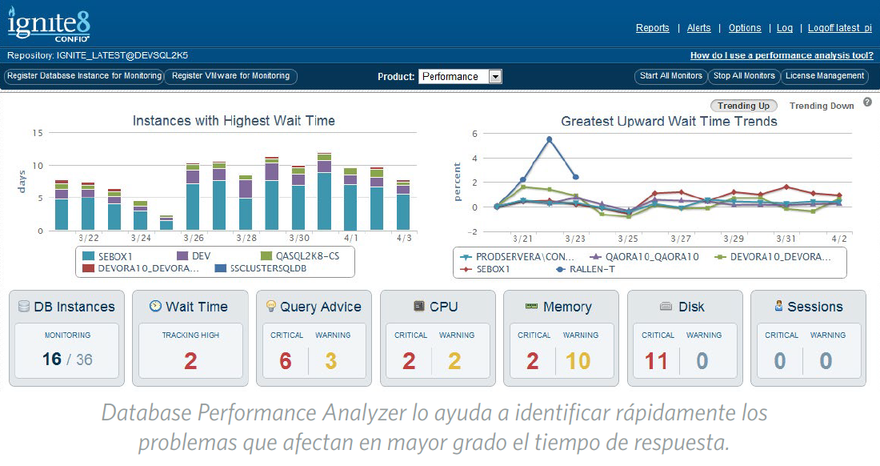 ignite8
CONFIO
Reports | Alerts | Options | Log | Logoff latest_pi
Repository: IGNITE_LATEST@DEVSQL2K5
How do I use a performance analysis tool?
Register Database Instance for Monitoring
Register VMware for Monitoring
Product: Performance
Start All Monitors
Stop All Monitors
License Management
Trending Up
Trending Down
?
Instances with Highest Wait Time
15
10
5
0
days
3/22
3/24
3/26
3/28
3/30
4/1
4/3
SEBOX1
DEV
QASQL2K8-CS
DEVORA10_DEVORA...
SSCLUSTERSQLDB
Greatest Upward Wait Time Trends
6
4
2
0
-2
percent
3/21
3/23
3/25
3/27
3/29
3/31
4/2
PRODSERVERA\CON...
QAORA10_QAORA10
DEVORA10_DEVORA...
SEBOX1
RALLEN-T
DB Instances
MONITORING
16 / 36
Wait Time
TRACKING HIGH
2
Query Advice
CRITICAL WARNING
6 3
CPU
CRITICAL WARNING
2 2
Memory
CRITICAL WARNING
2 10
Disk
CRITICAL WARNING
11 0
Sessions
CRITICAL WARNING
0 0
Database Performance Analyzer lo ayuda a identificar rápidamente los
problemas que afectan en mayor grado el tiempo de respuesta.